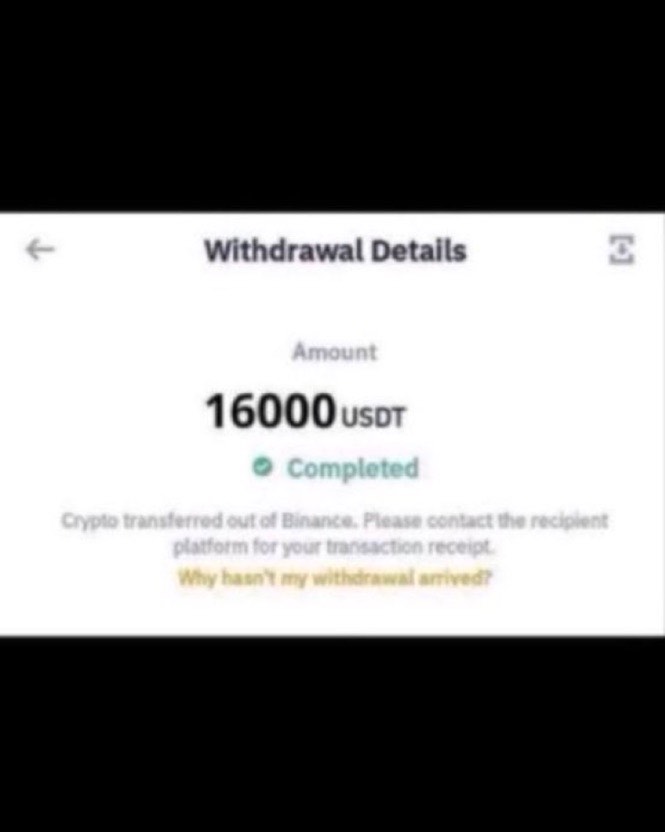 Withdrawal Details
Amount
16000 USDT
Completed
Crypto transferred out of Binance. Please contact the recipient
platform for your transaction receipt.
Why hasn't my withdrawal arrived?